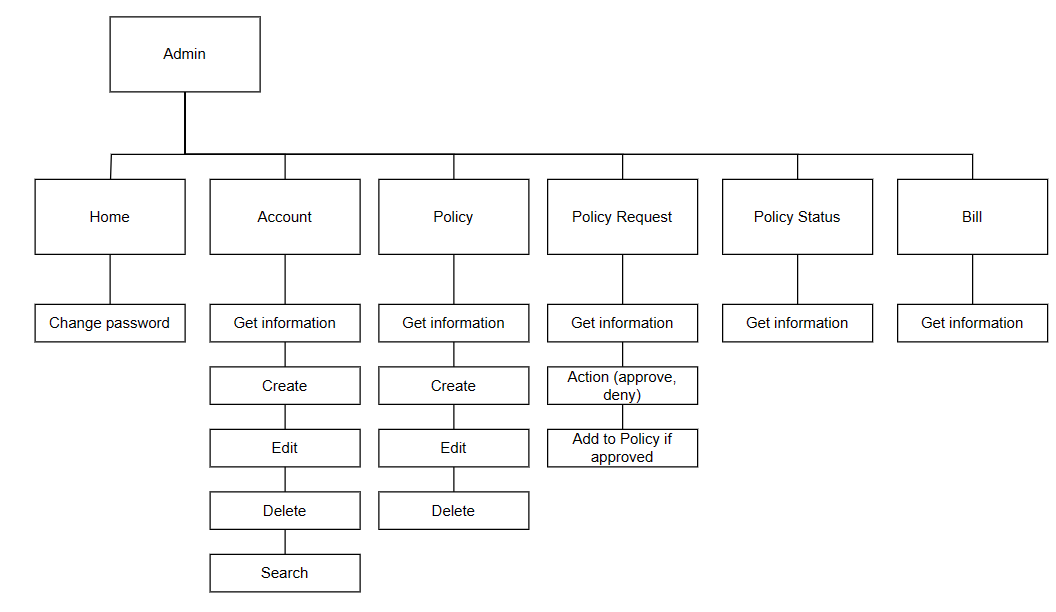 Admin
Home
Account
Policy
Policy Request
Policy Status
Bill
Change password
Get information
Get information
Get information
Get information
Get information
Create
Create
Action (approve,
deny)
Edit
Edit
Add to Policy if
approved
Delete
Delete
Search